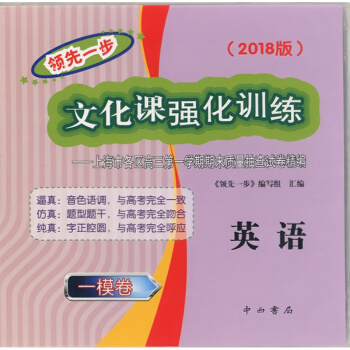 领先一步
（2018版）
文化课强化训练
——上海市各区高三第一学期期末质量抽查试卷精编
《领先一步》编写组 汇编
逼真：音色语调，与高考完全一致
仿真：题型题干，与高考完全吻合
纯真：字正腔圆，与高考完全呼应
英语
一模卷
中西书局